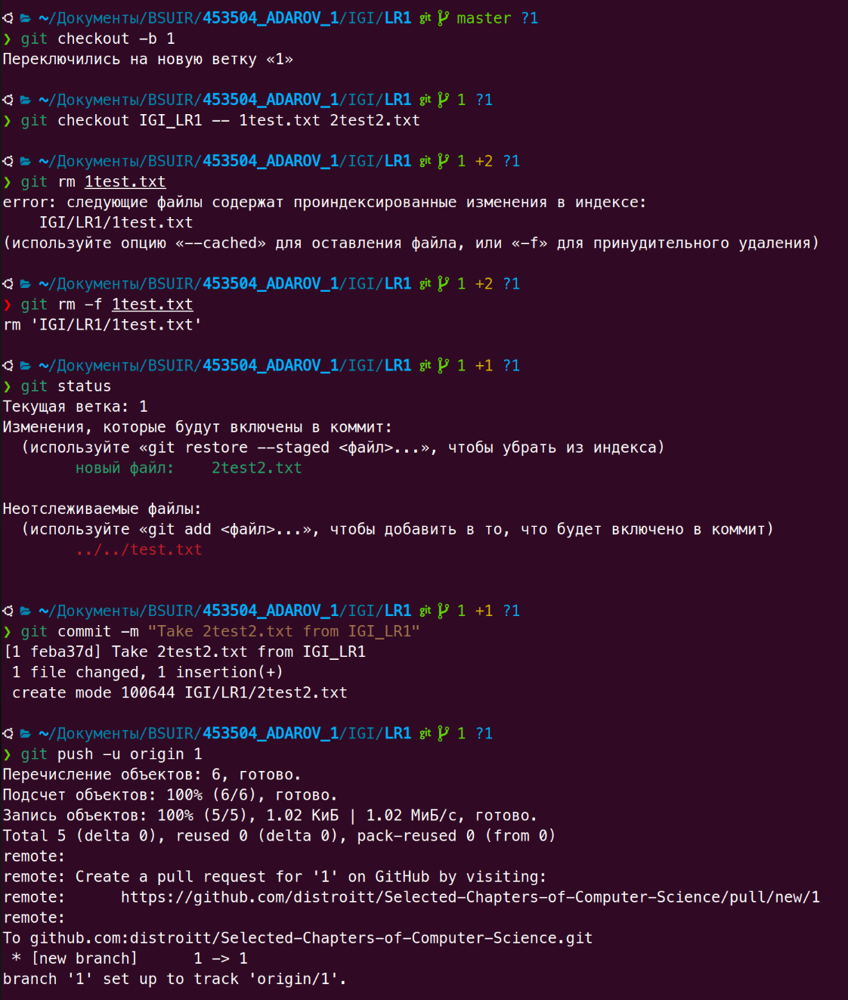 ~/Документы/BSUIR/453504_ADAROV_1/IGI/LR1 git master ?1
❯ git checkout -b 1
Переключились на новую ветку «1»
~/Документы/BSUIR/453504_ADAROV_1/IGI/LR1 git 1 ?1
❯ git checkout IGI_LR1 -- 1test.txt 2test2.txt
~/Документы/BSUIR/453504_ADAROV_1/IGI/LR1 git 1 +2 ?1
❯ git rm 1test.txt
error: следующие файлы содержат проиндексированные изменения в индексе:
IGI/LR1/1test.txt
(используйте опцию «--cached» для оставления файла, или «-f» для принудительного удаления)
~/Документы/BSUIR/453504_ADAROV_1/IGI/LR1 git 1 +2 ?1
❯ git rm -f 1test.txt
rm 'IGI/LR1/1test.txt'
~/Документы/BSUIR/453504_ADAROV_1/IGI/LR1 git 1 +1 ?1
❯ git status
Текущая ветка: 1
Изменения, которые будут включены в коммит:
(используйте «git restore --staged <файл>...», чтобы убрать из индекса)
новый файл:    2test2.txt
Неотслеживаемые файлы:
(используйте «git add <файл>...», чтобы добавить в то, что будет включено в коммит)
../../test.txt
~/Документы/BSUIR/453504_ADAROV_1/IGI/LR1 git 1 +1 ?1
❯ git commit -m "Take 2test2.txt from IGI_LR1"
[1 feba37d] Take 2test2.txt from IGI_LR1
1 file changed, 1 insertion(+)
create mode 100644 IGI/LR1/2test2.txt
~/Документы/BSUIR/453504_ADAROV_1/IGI/LR1 git 1 ?1
❯ git push -u origin 1
Перечисление объектов: 6, готово.
Подсчет объектов: 100% (6/6), готово.
Запись объектов: 100% (5/5), 1.02 КиБ | 1.02 МиБ/с, готово.
Total 5 (delta 0), reused 0 (delta 0), pack-reused 0 (from 0)
remote:
remote: Create a pull request for '1' on GitHub by visiting:
remote:      https://github.com/distroitt/Selected-Chapters-of-Computer-Science/pull/new/1
remote:
To github.com:distroitt/Selected-Chapters-of-Computer-Science.git
* [new branch]      1 -> 1
branch '1' set up to track 'origin/1'.